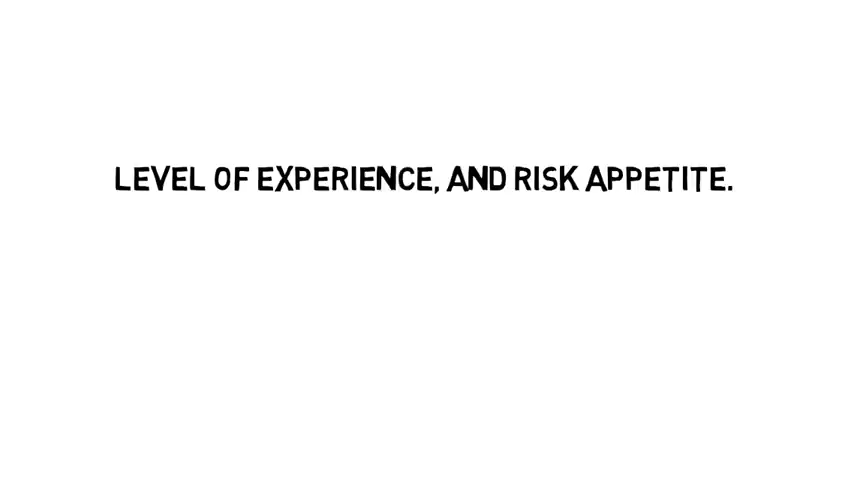 LEVEL OF EXPERIENCE, AND RISK APPETITE.